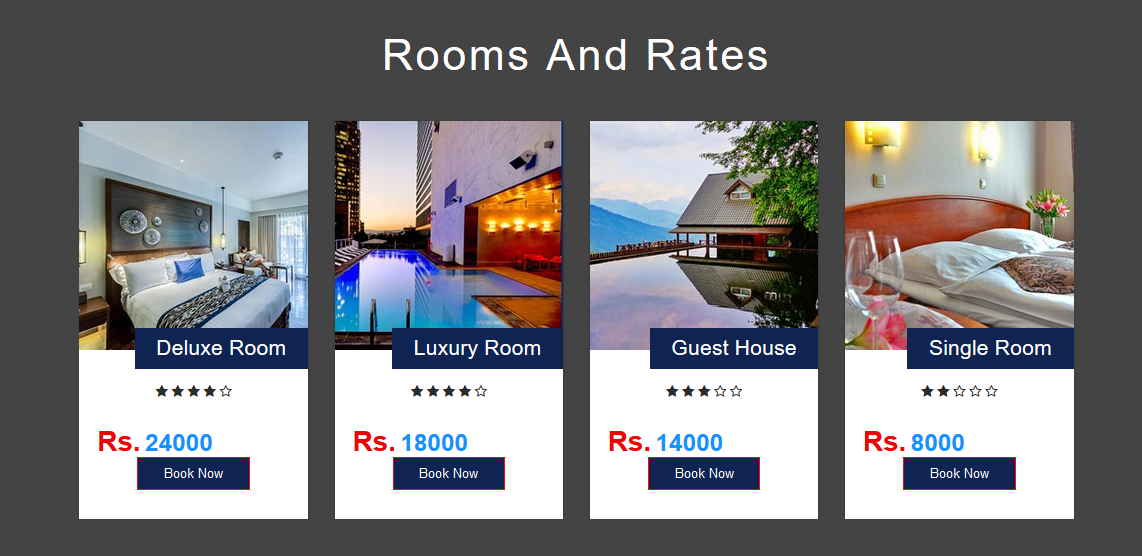 Rooms And Rates
Deluxe Room
Rs. 24000
Book Now
Luxury Room
Rs. 18000
Book Now
Guest House
Rs. 14000
Book Now
Single Room
Rs. 8000
Book Now